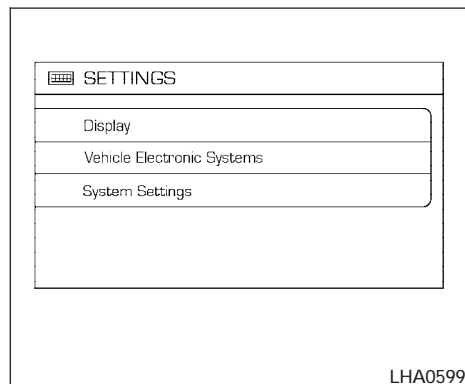 SETTINGS
Display
Vehicle Electronic Systems
System Settings
LHA0599